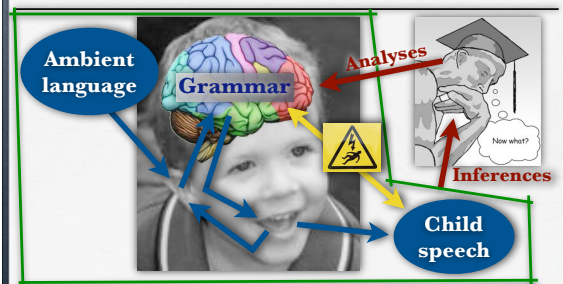 Ambient
language
Grammar
Analyses
Now what?
Inferences
Child
speech